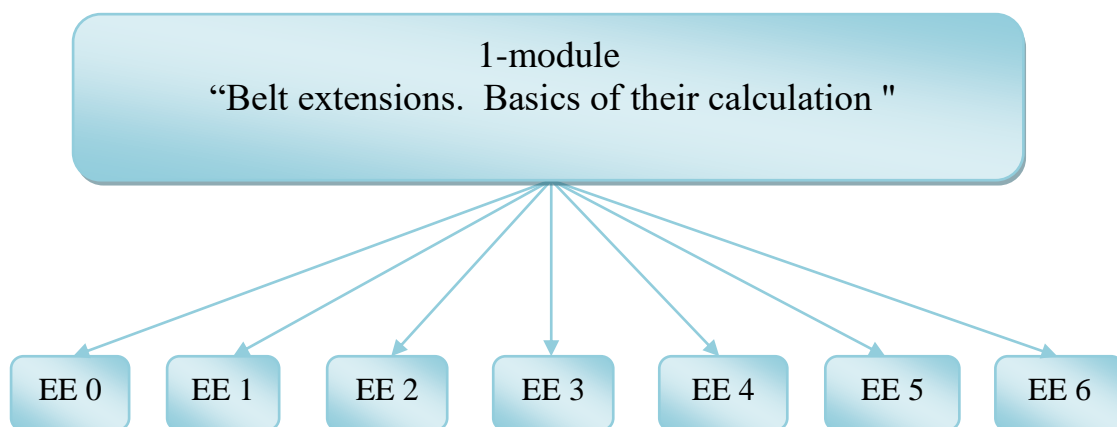 1-module
“Belt extensions. Basics of their calculation "
EE 0 EE 1 EE 2 EE 3 EE 4 EE 5 EE 6